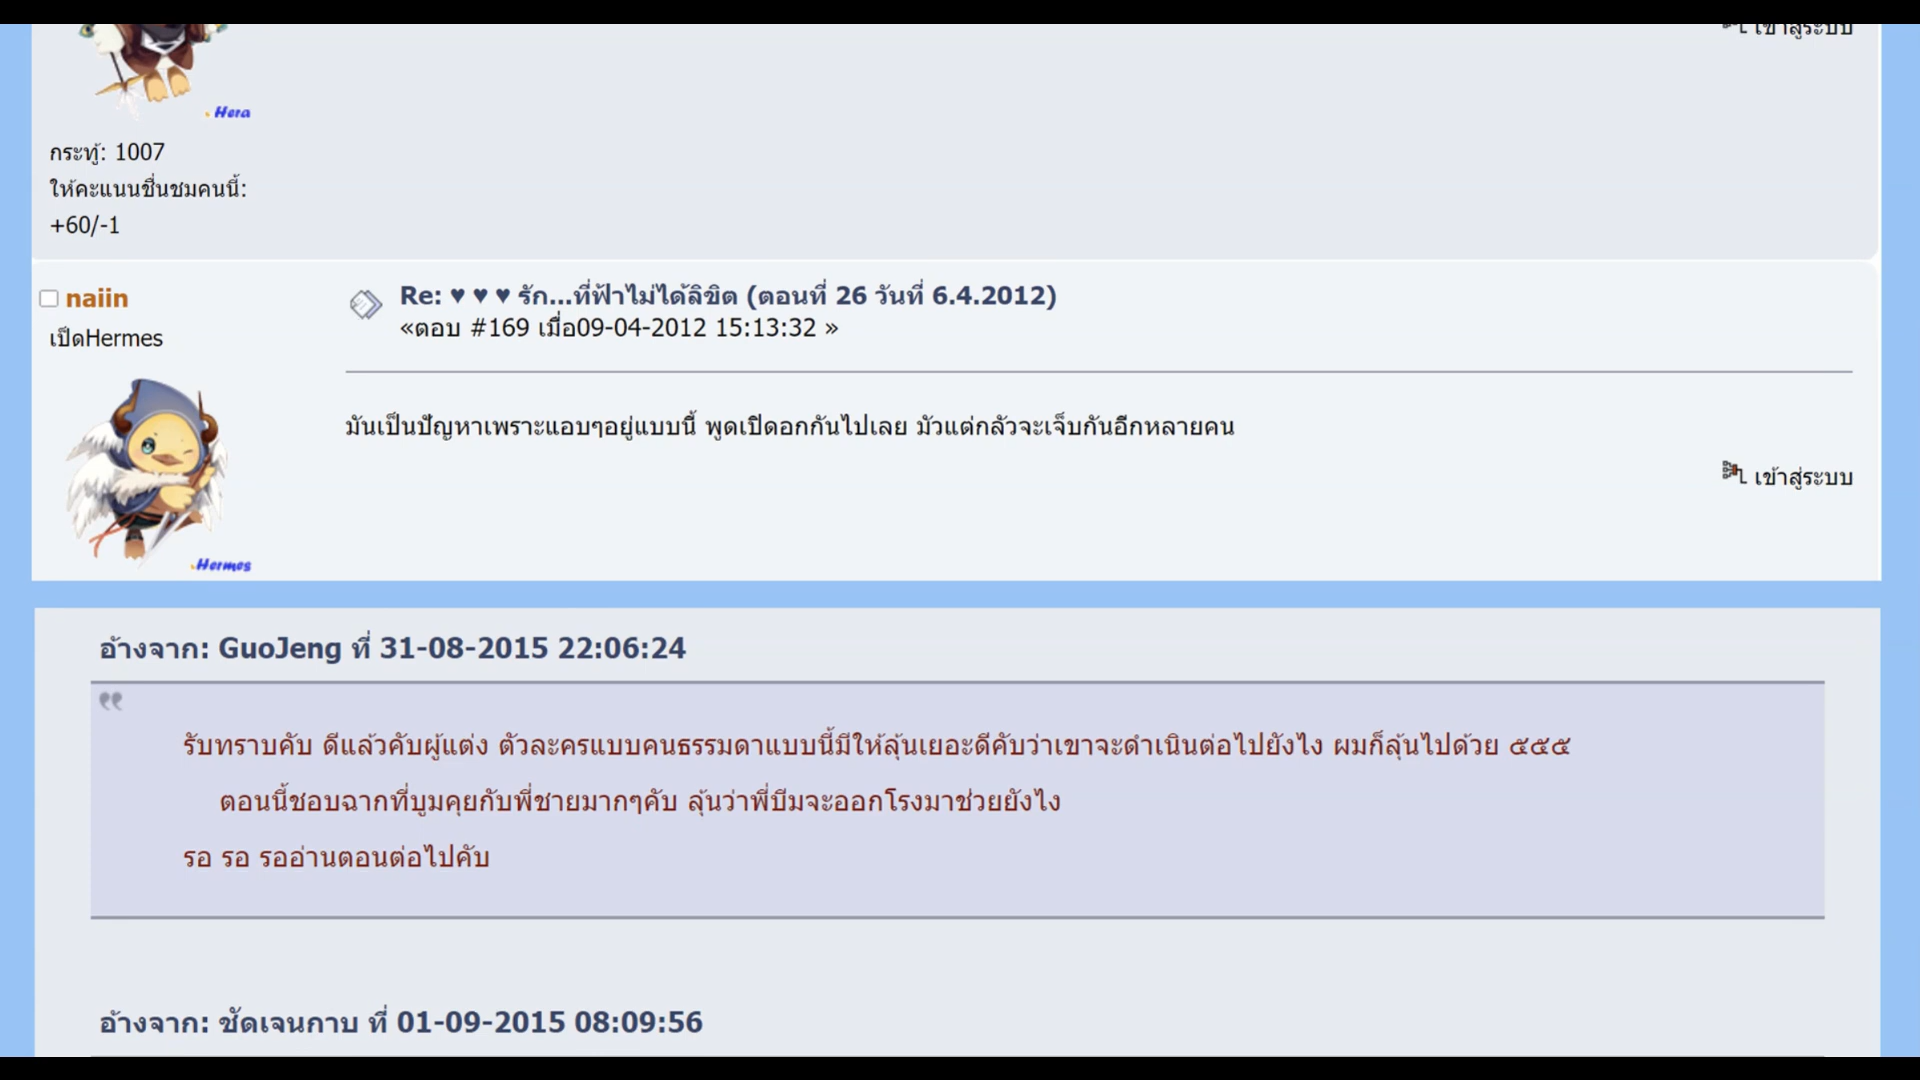 เข้าสู่ระบบ
Hera
กระทู้: 1007
ให้คะแนนชื่นชมคนนี้:
+60/-1
naiin
เป็ดHermes
Hermes
Re: ♥ ♥ ♥ รัก...ที่ฟ้าไม่ได้ลิขิต (ตอนที่ 26 วันที่ 6.4.2012)
«ตอบ #169 เมื่อ09-04-2012 15:13:32 »
มันเป็นปัญหาเพราะแอบๆอยู่แบบนี้ พูดเปิดอกกันไปเลย มัวแต่กลัวจะเจ็บกันอีกหลายคน
เข้าสู่ระบบ
อ้างจาก: GuoJeng ที่ 31-08-2015 22:06:24
รับทราบคับ ดีแล้วคับผู้แต่ง ตัวละครแบบคนธรรมดาแบบนี้มีให้ลุ้นเยอะดีคับว่าเขาจะดำเนินต่อไปยังไง ผมก็ลุ้นไปด้วย ๕๕๕
ตอนนี้ชอบฉากที่บูมคุยกับพี่ชายมากๆคับ ลุ้นว่าพี่บีมจะออกโรงมาช่วยยังไง
รอ รอ รออ่านตอนต่อไปคับ
อ้างจาก: ชัดเจนกาบ ที่ 01-09-2015 08:09:56